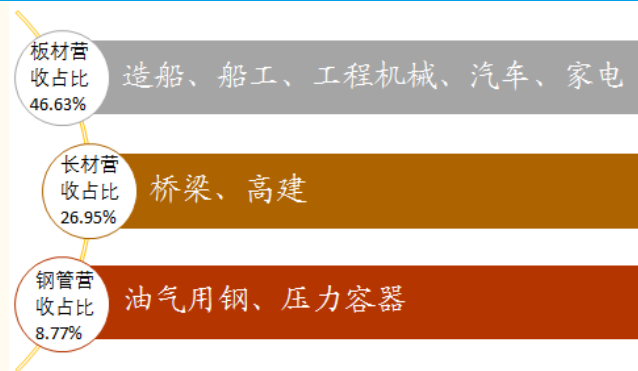 板材营
收占比
46.63%
造船、船工、工程机械、汽车、家电
长材营
收占比
26.95%
桥梁、高建
钢管营
收占比
8.77%
油气用钢、压力容器